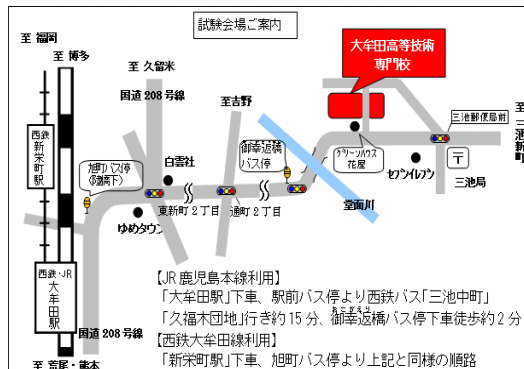 試験会場ご案内
至 福岡
至 博多
至 久留米
国道 208号線
至吉野
大牟田高等技術
専門校
至 三池新町
三池郵便局前
西鉄
新栄町駅
旭町バス停
白雲社
御幸返橋
バス停
グリーンハウス
花屋
セブンイレブン
〒
三池局
東新町2丁目
通町2丁目
ゆめタウン
堂面川
西鉄・JR
大牟田駅
国道 208号線
至 荒尾・熊本
【JR鹿児島本線利用】
「大牟田駅」下車、駅前バス停より西鉄バス「三池中町」
「久福木団地」行き約15分、御幸返橋バス停下車徒歩約2分
【西鉄大牟田線利用】
「新栄町駅」下車、旭町バス停より上記と同様の順路